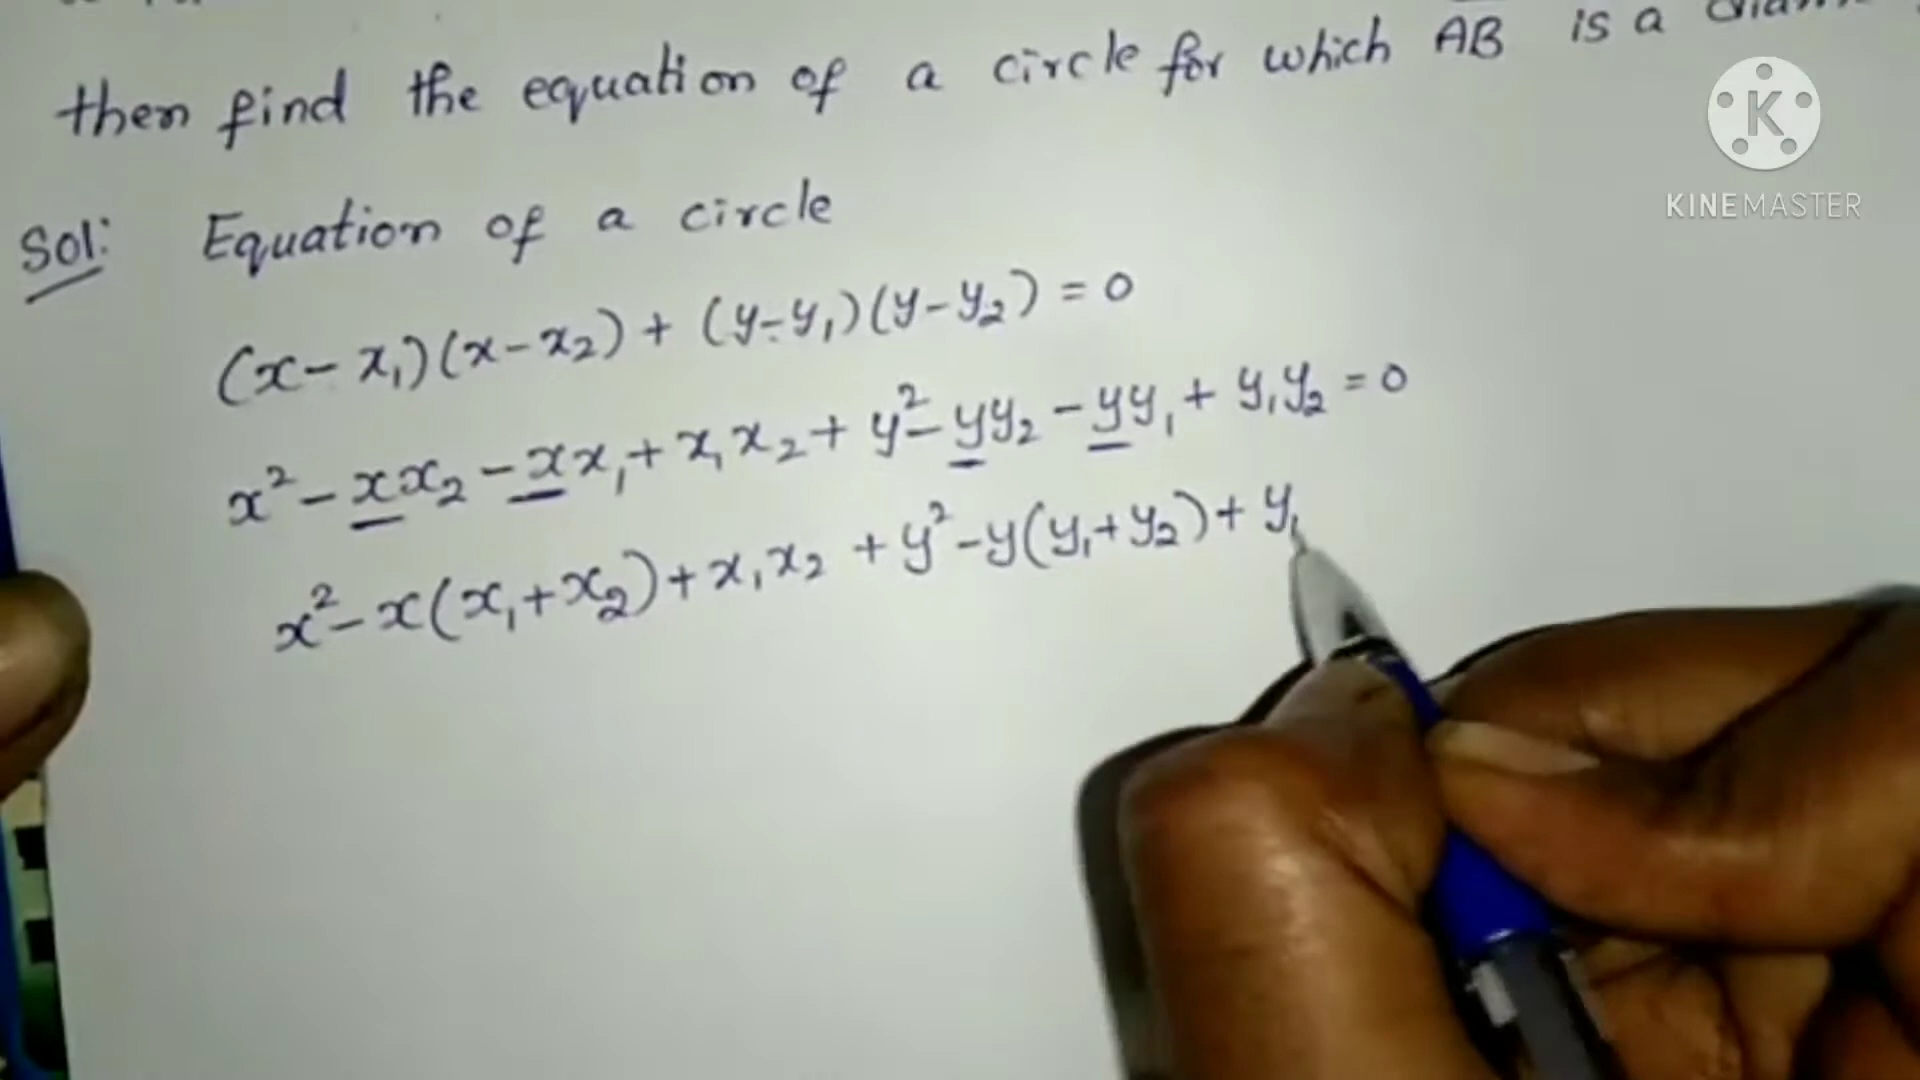 then find the equation of a circle for which AB is a
Sol: Equation of a circle
(x-x₁)(x-x₂)+(y-y₁)(y-y₂)=0
x²-xx₂-xx₁+x₁x₂+y²-yy₂-yy₁+y₁y₂=0
x²-x(x₁+x₂)+x₁x₂+y²-y(y₁+y₂)+y₁
K
KINEMASTER